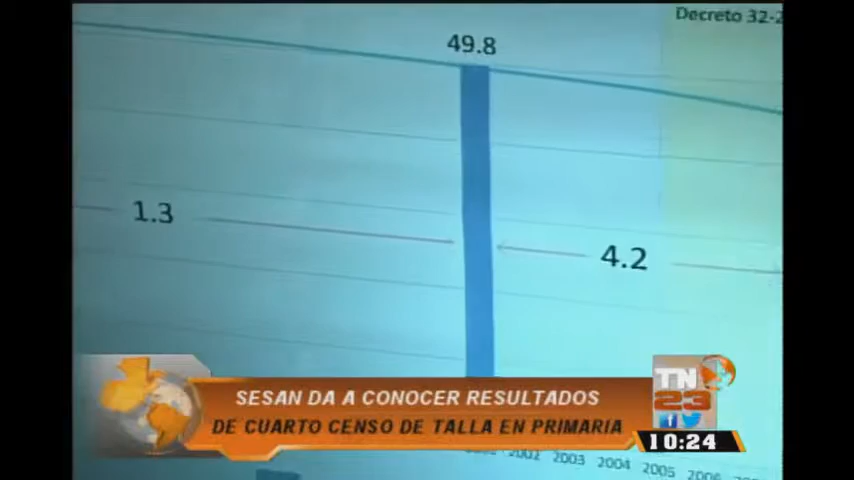 Decreto 32-2
49.8
1.3
4.2
SESAN DA A CONOCER RESULTADOS
DE CUARTO CENSO DE TALLA EN PRIMARIA
TN
23
10:24
2002 2003 2004 2005 2006